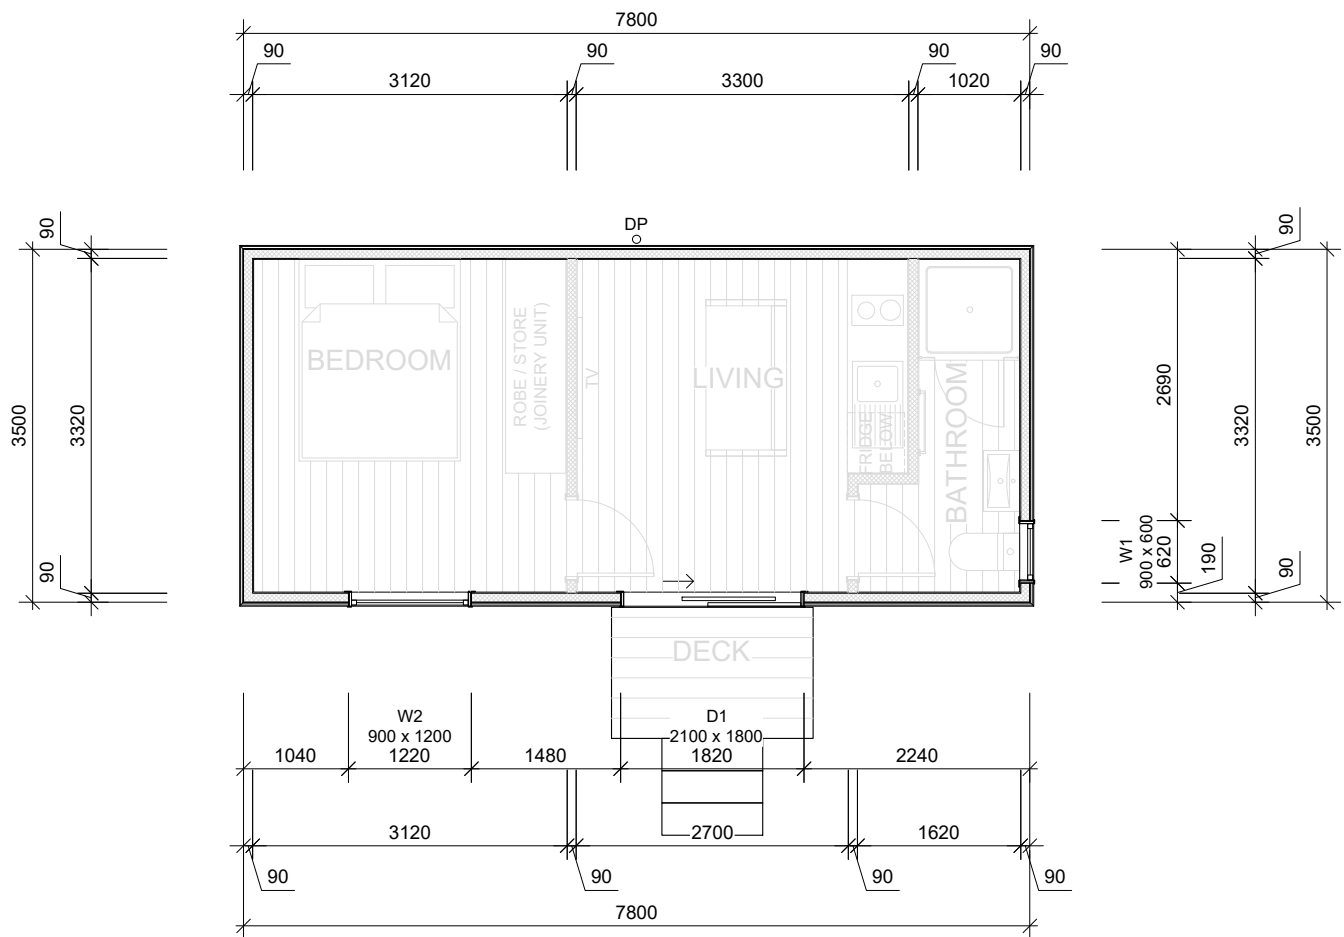 7800
90
90
90
90
3120
3300
1020
DP
90
90
3500
3320
BEDROOM
ROBE / STORE
(JOINERY UNIT)
TV
LIVING
FRIDGE
BELOW
BATHROOM
2690
3320
3500
W1
900 x 600
620
190
90
90
DECK
W2
900 x 1200
D1
2100 x 1800
1040
1220
1480
1820
2240
3120
2700
1620
90
90
90
90
7800